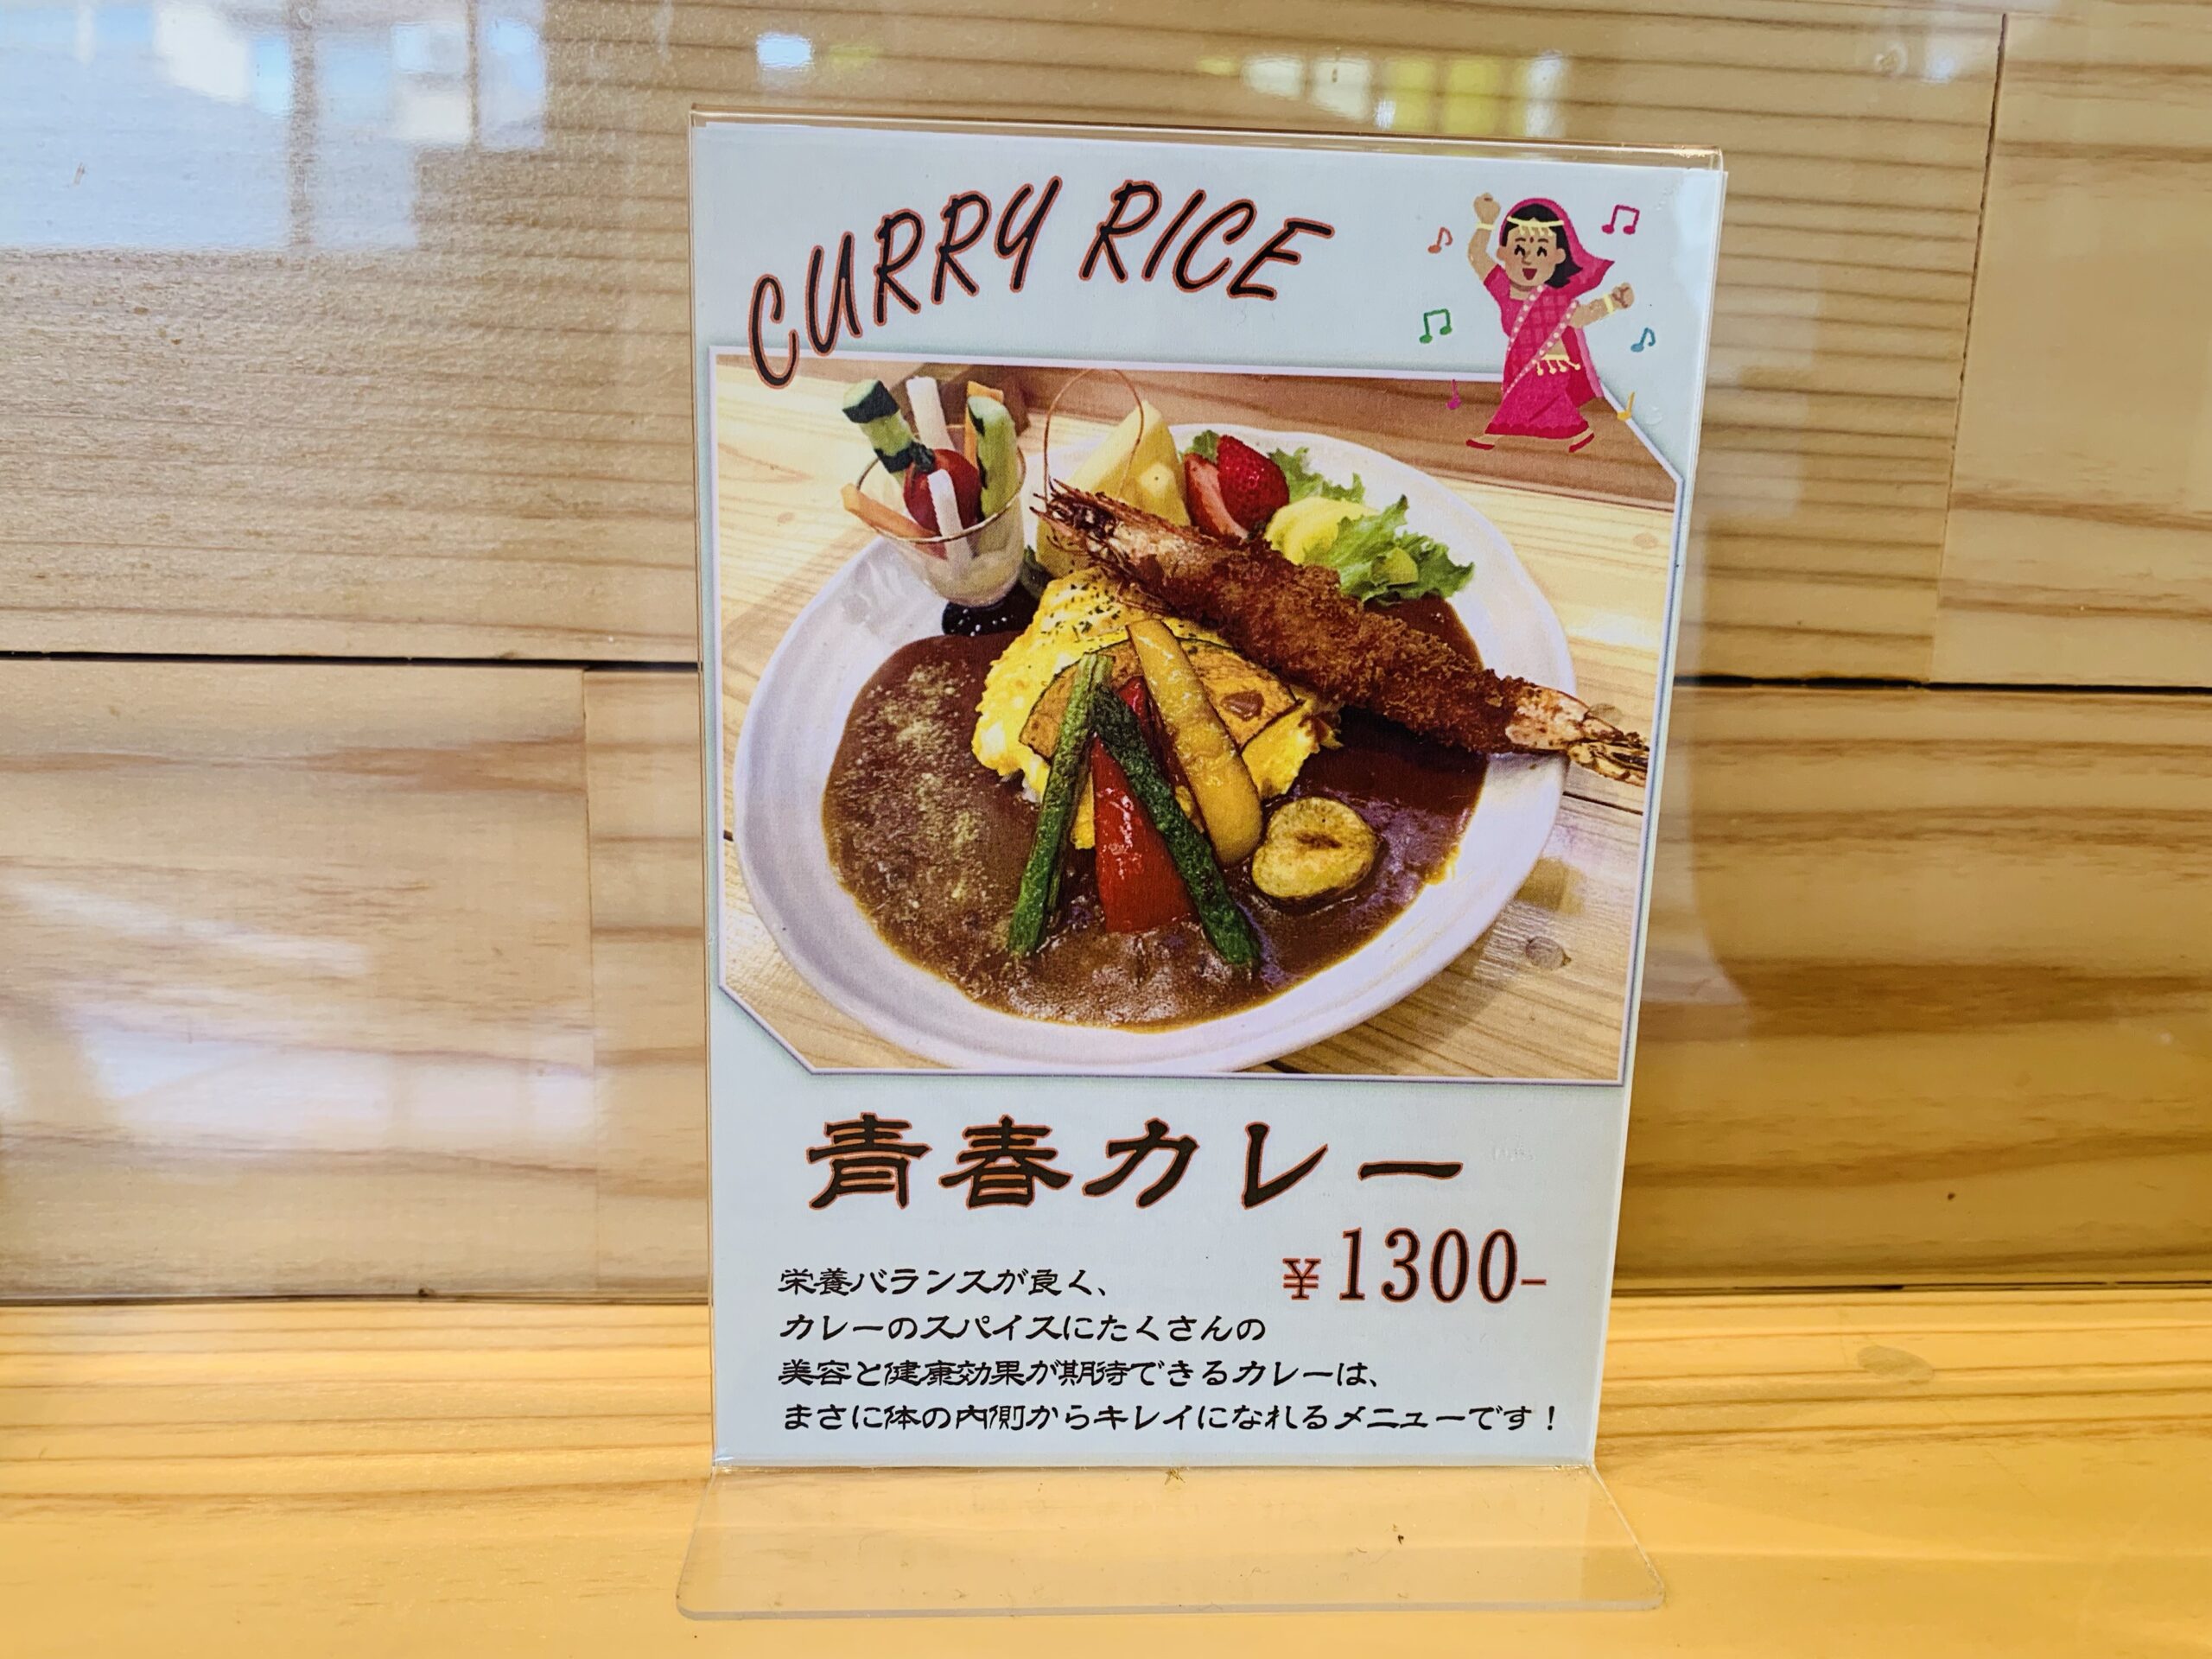 CURRY RICE
青春カレー
¥1300-
栄養バランスが良く、
カレーのスパイスにたくさんの
美容と健康効果が期待できるカレーは、
まさに体の内側からキレイになれるメニューです！